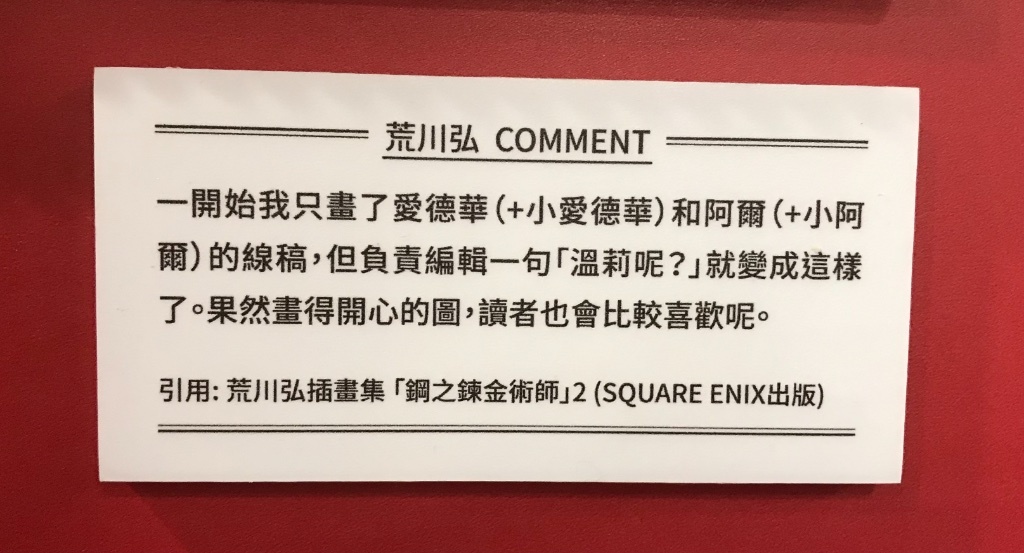 荒川弘 COMMENT
一開始我只畫了愛德華(+小愛德華)和阿爾(+小阿
爾)的線稿，但負責編輯一句「溫莉呢？」就變成這樣
了。果然畫得開心的圖，讀者也會比較喜歡呢。
引用: 荒川弘插畫集「鋼之鍊金術師」2 (SQUARE ENIX出版)